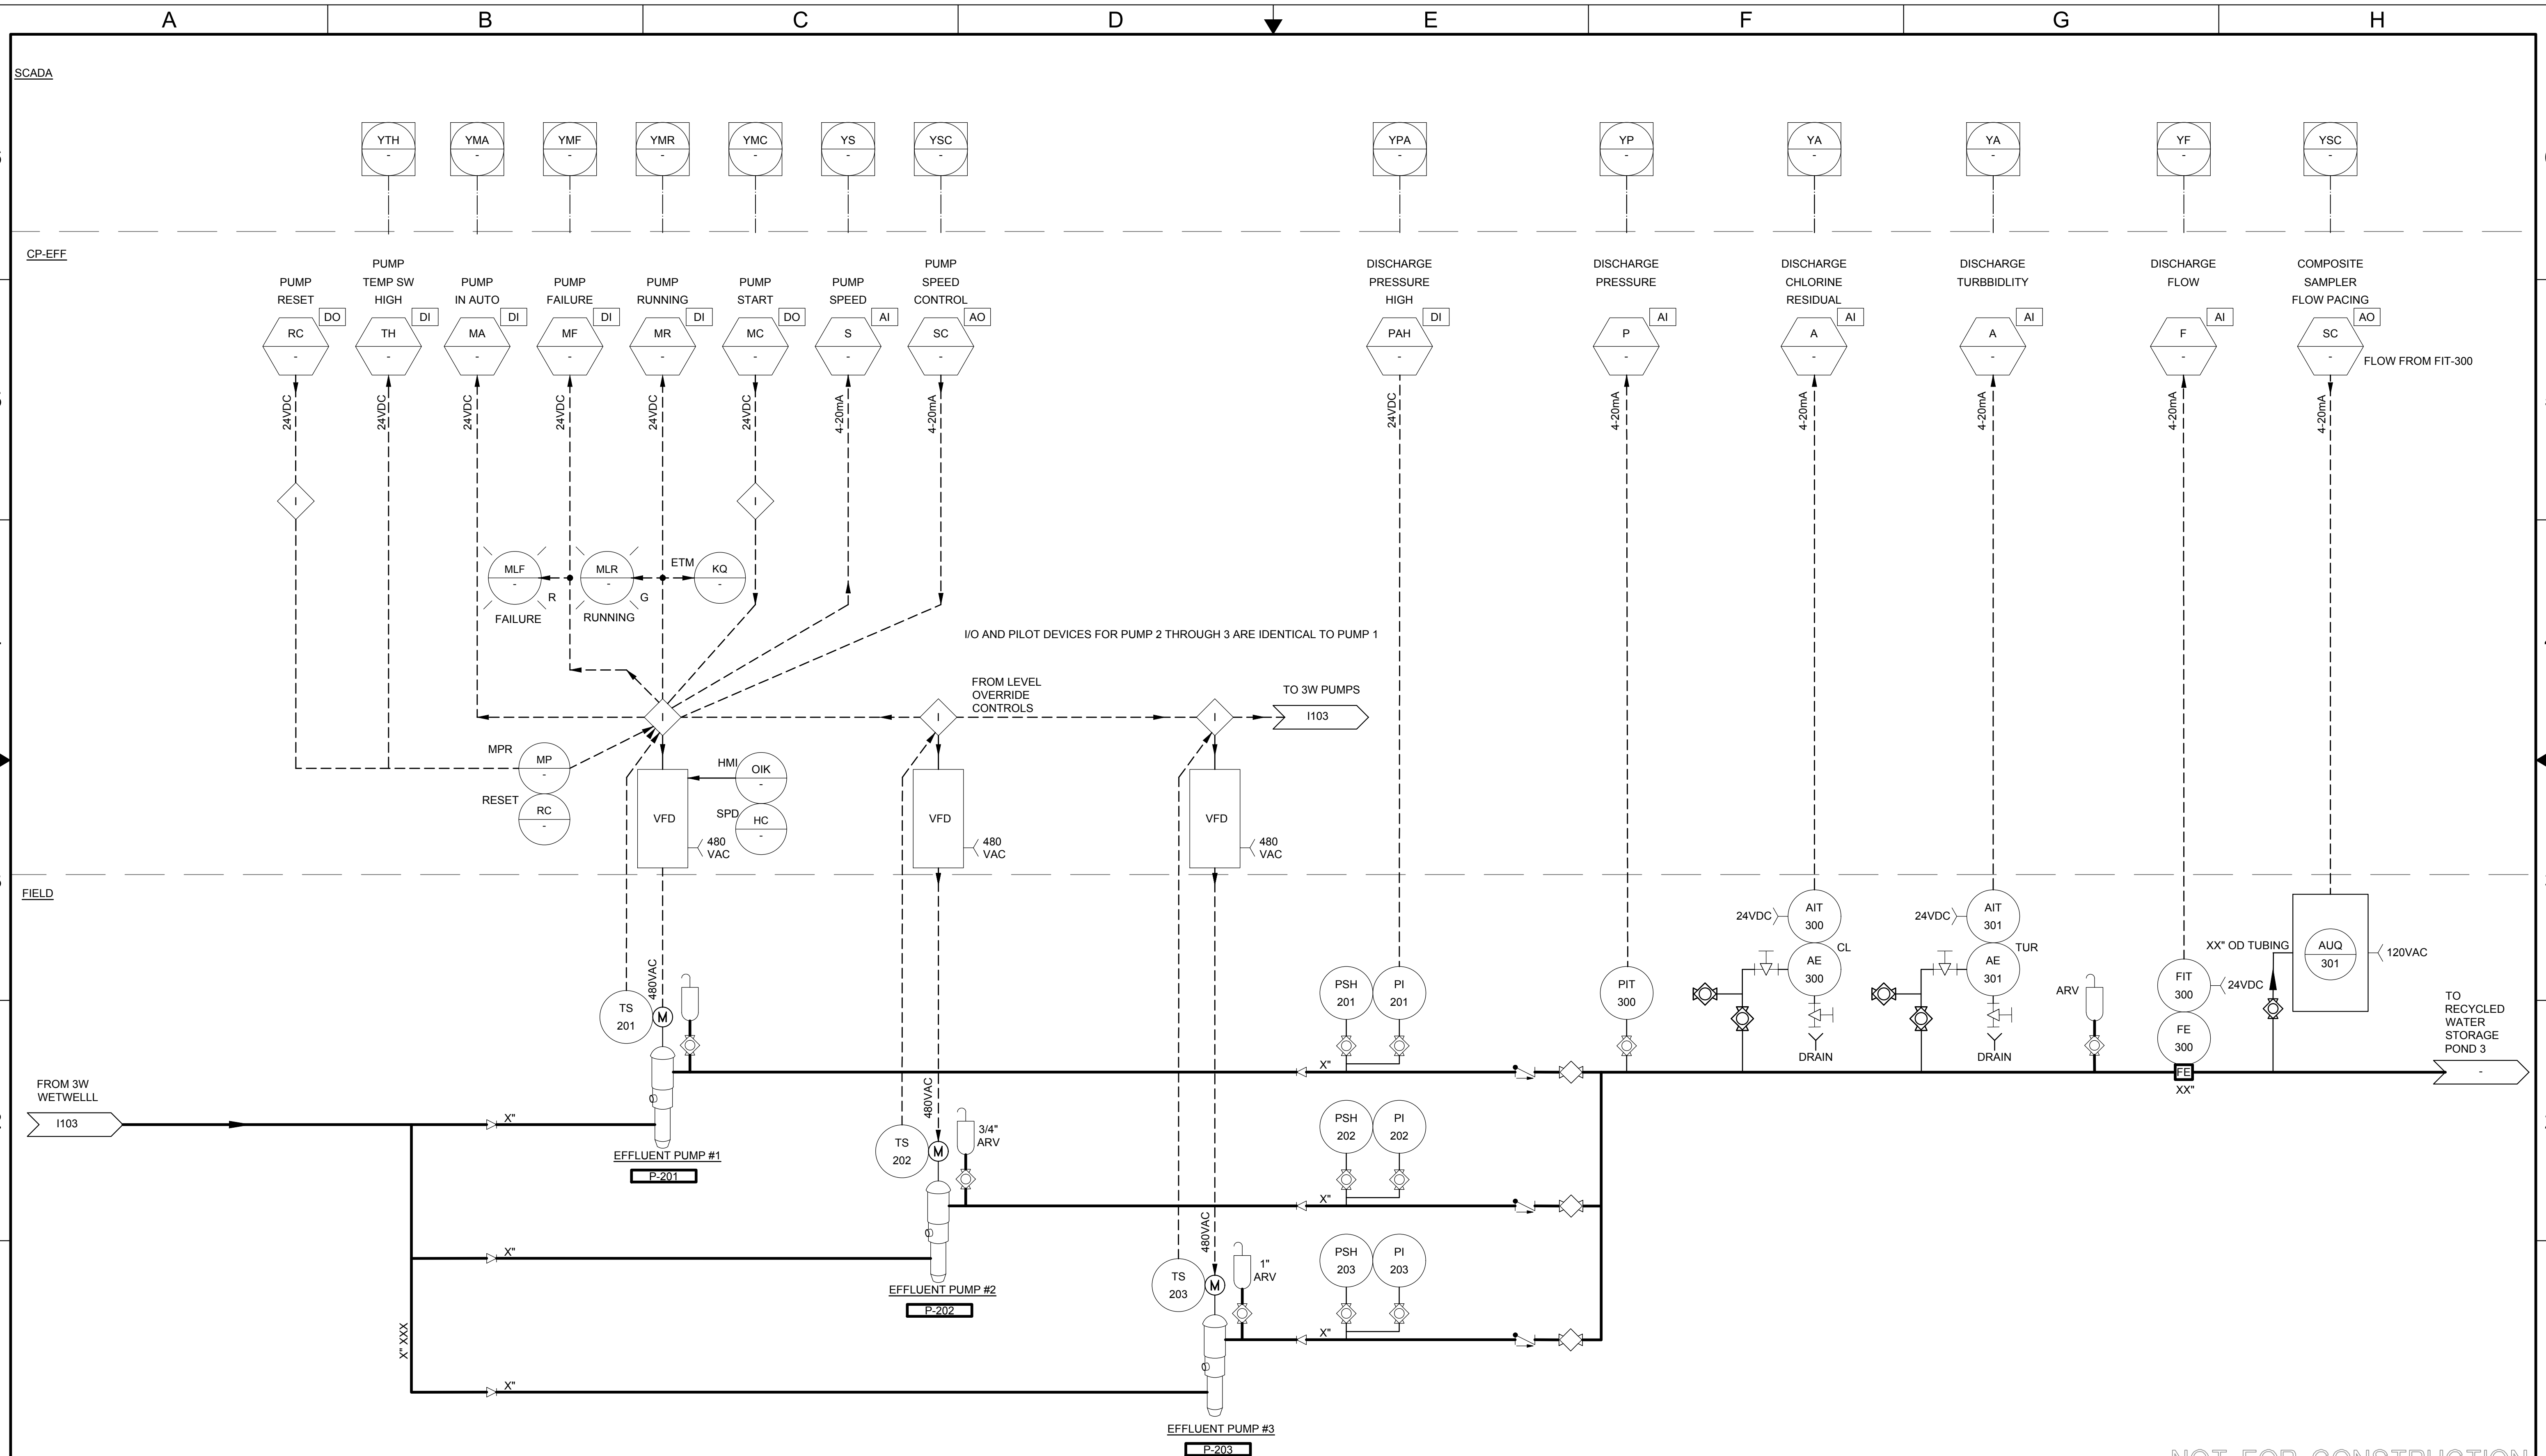 A B C D E F G H
SCADA
YTH -
YMA -
YMF -
YMR -
YMC -
YS -
YSC -
YPA -
YP -
YA -
YA -
YF -
YSC -
CP-EFF
PUMP
RESET
RC -
DO
PUMP
TEMP SW
HIGH
TH -
DI
PUMP
IN AUTO
MA -
DI
PUMP
FAILURE
MF -
DI
PUMP
RUNNING
MR -
DI
PUMP
START
MC -
DO
PUMP
SPEED
S -
AI
PUMP
SPEED
CONTROL
SC -
AO
DISCHARGE
PRESSURE
HIGH
PAH -
DI
DISCHARGE
PRESSURE
P -
AI
DISCHARGE
CHLORINE
RESIDUAL
A -
AI
DISCHARGE
TURBBIDLITY
A -
AI
DISCHARGE
FLOW
F -
AI
COMPOSITE
SAMPLER
FLOW PACING
SC -
AO
FLOW FROM FIT-300
24VDC
24VDC
24VDC
24VDC
24VDC
24VDC
4-20mA
4-20mA
24VDC
4-20mA
4-20mA
4-20mA
4-20mA
4-20mA
I
I
MLF -
R
FAILURE
MLR -
G
RUNNING
ETM
KQ -
I/O AND PILOT DEVICES FOR PUMP 2 THROUGH 3 ARE IDENTICAL TO PUMP 1
FROM LEVEL
OVERRIDE
CONTROLS
TO 3W PUMPS
I103
I
I
I
MPR
MP -
RESET
RC -
HMI
OIK -
SPD
HC -
VFD
480
VAC
VFD
480
VAC
VFD
480
VAC
FIELD
TS
201
480VAC
M
TS
202
480VAC
M
3/4"
ARV
TS
203
480VAC
M
1"
ARV
FROM 3W
WETWELLL
I103
X"
X"
X"
X" XXX
EFFLUENT PUMP #1
P-201
EFFLUENT PUMP #2
P-202
EFFLUENT PUMP #3
P-203
PSH
201
PI
201
X"
PSH
202
PI
202
X"
PSH
203
PI
203
X"
PIT
300
24VDC
AIT
300
AE
300
CL
DRAIN
24VDC
AIT
301
AE
301
TUR
DRAIN
ARV
FIT
300
24VDC
FE
300
FE
XX"
XX" OD TUBING
AUQ
301
120VAC
TO
RECYCLED
WATER
STORAGE
POND 3
-
NOT FOR CONSTRUCTION